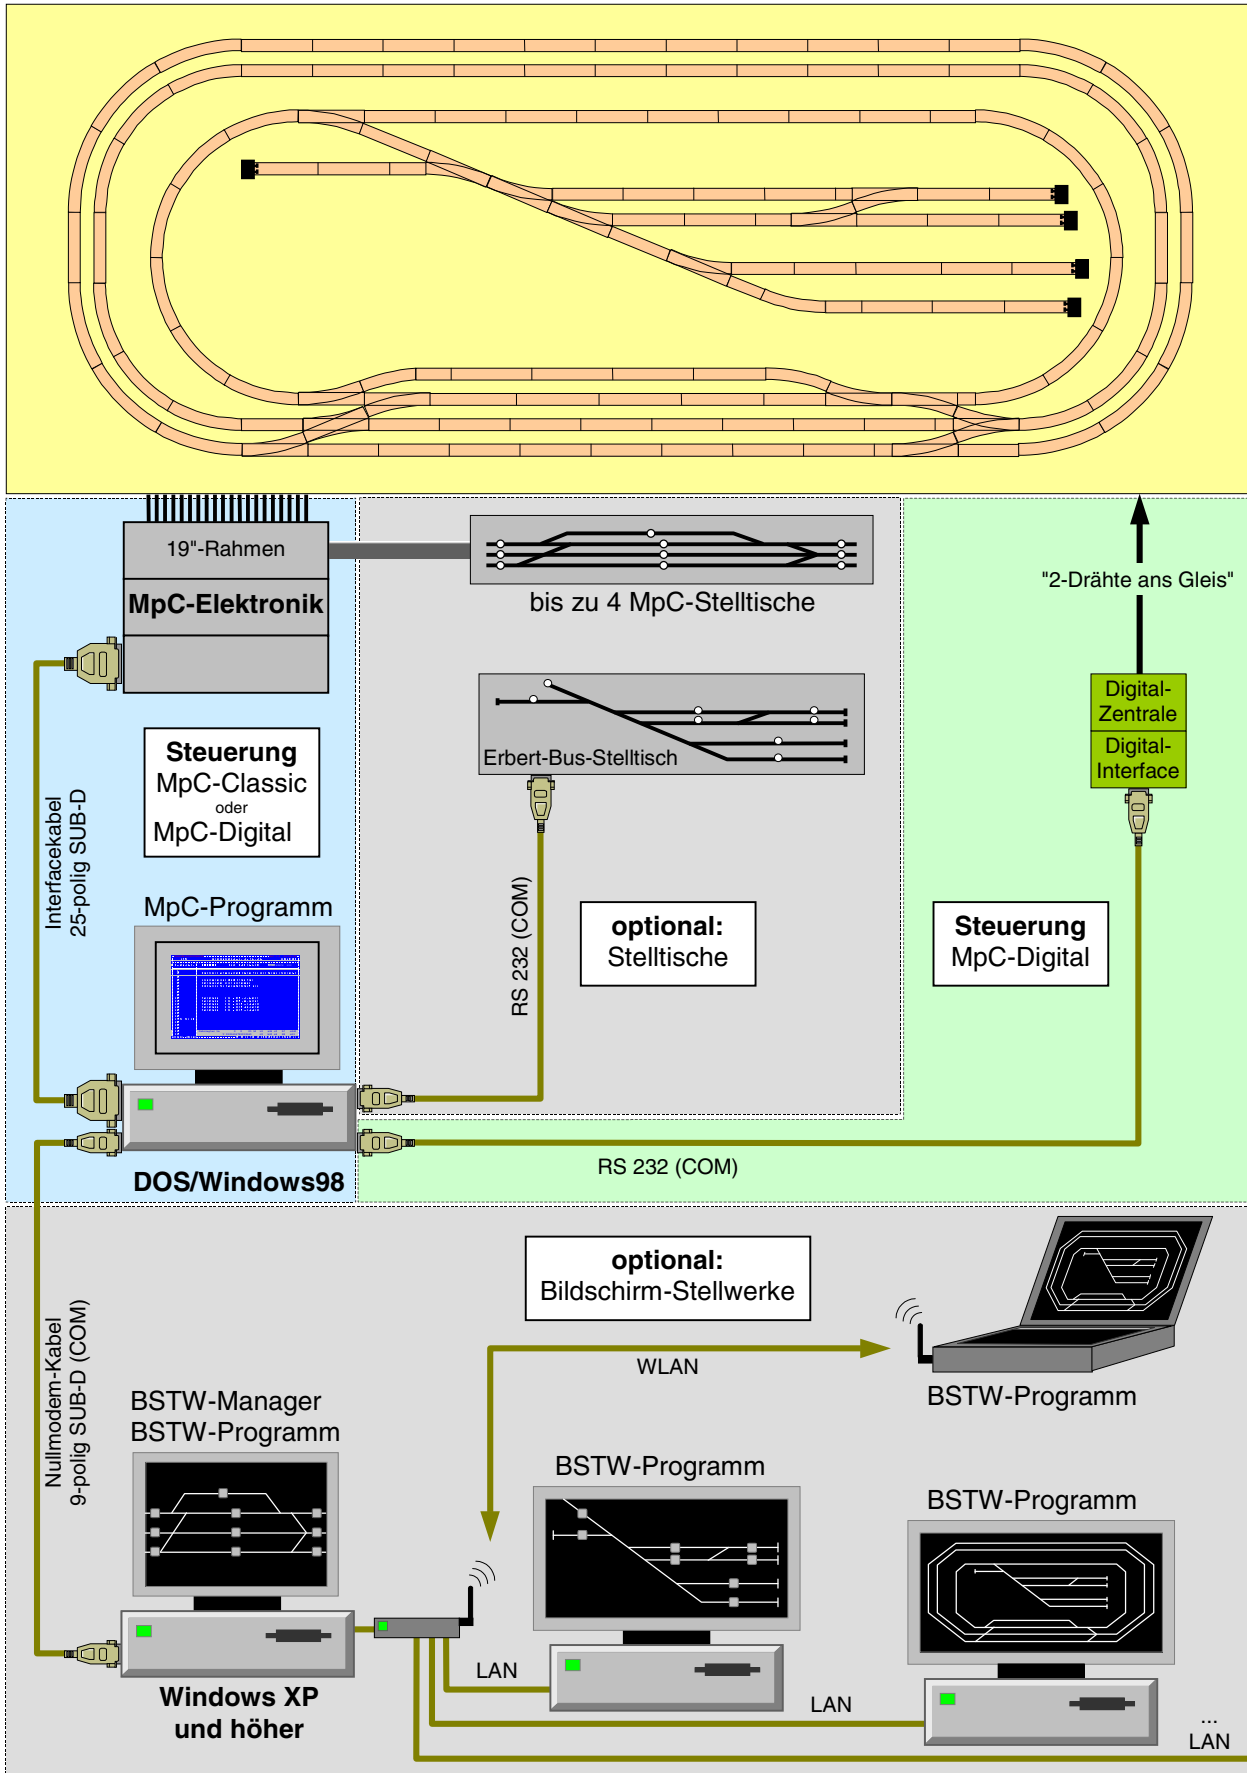 19"-Rahmen
MpC-Elektronik
bis zu 4 MpC-Stelltische
"2-Drähte ans Gleis"
Digital-
Zentrale
Digital-
Interface
Erbert-Bus-Stelltisch
Steuerung
MpC-Classic
oder
MpC-Digital
Interfacekabel
25-polig SUB-D
MpC-Programm
RS 232 (COM)
optional:
Stelltische
Steuerung
MpC-Digital
DOS/Windows98
RS 232 (COM)
optional:
Bildschirm-Stellwerke
WLAN
BSTW-Programm
Nullmodem-Kabel
9-polig SUB-D (COM)
BSTW-Manager
BSTW-Programm
BSTW-Programm
BSTW-Programm
Windows XP
und höher
LAN
LAN
...
LAN